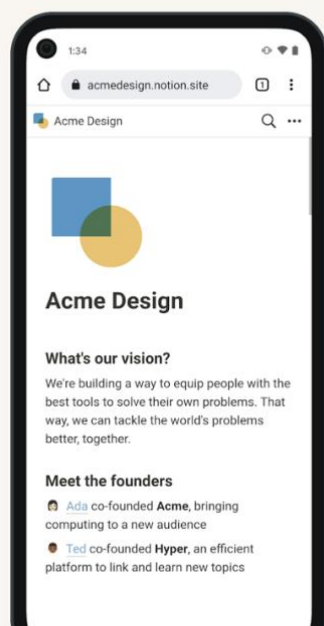 1:34
acmedesign.notion.site
1
Acme Design
Acme Design
What's our vision?
We're building a way to equip people with the
best tools to solve their own problems. That
way, we can tackle the world's problems
better, together.
Meet the founders
Ada co-founded Acme, bringing
computing to a new audience
Ted co-founded Hyper, an efficient
platform to link and learn new topics